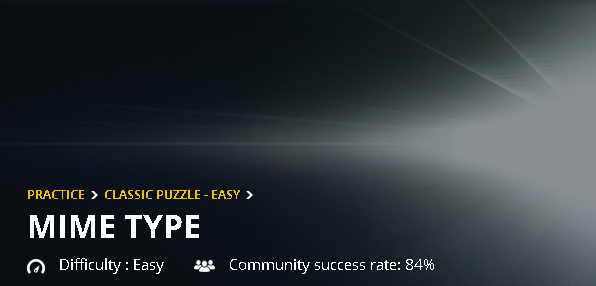 PRACTICE > CLASSIC PUZZLE - EASY >
MIME TYPE
Difficulty : Easy Community success rate: 84%